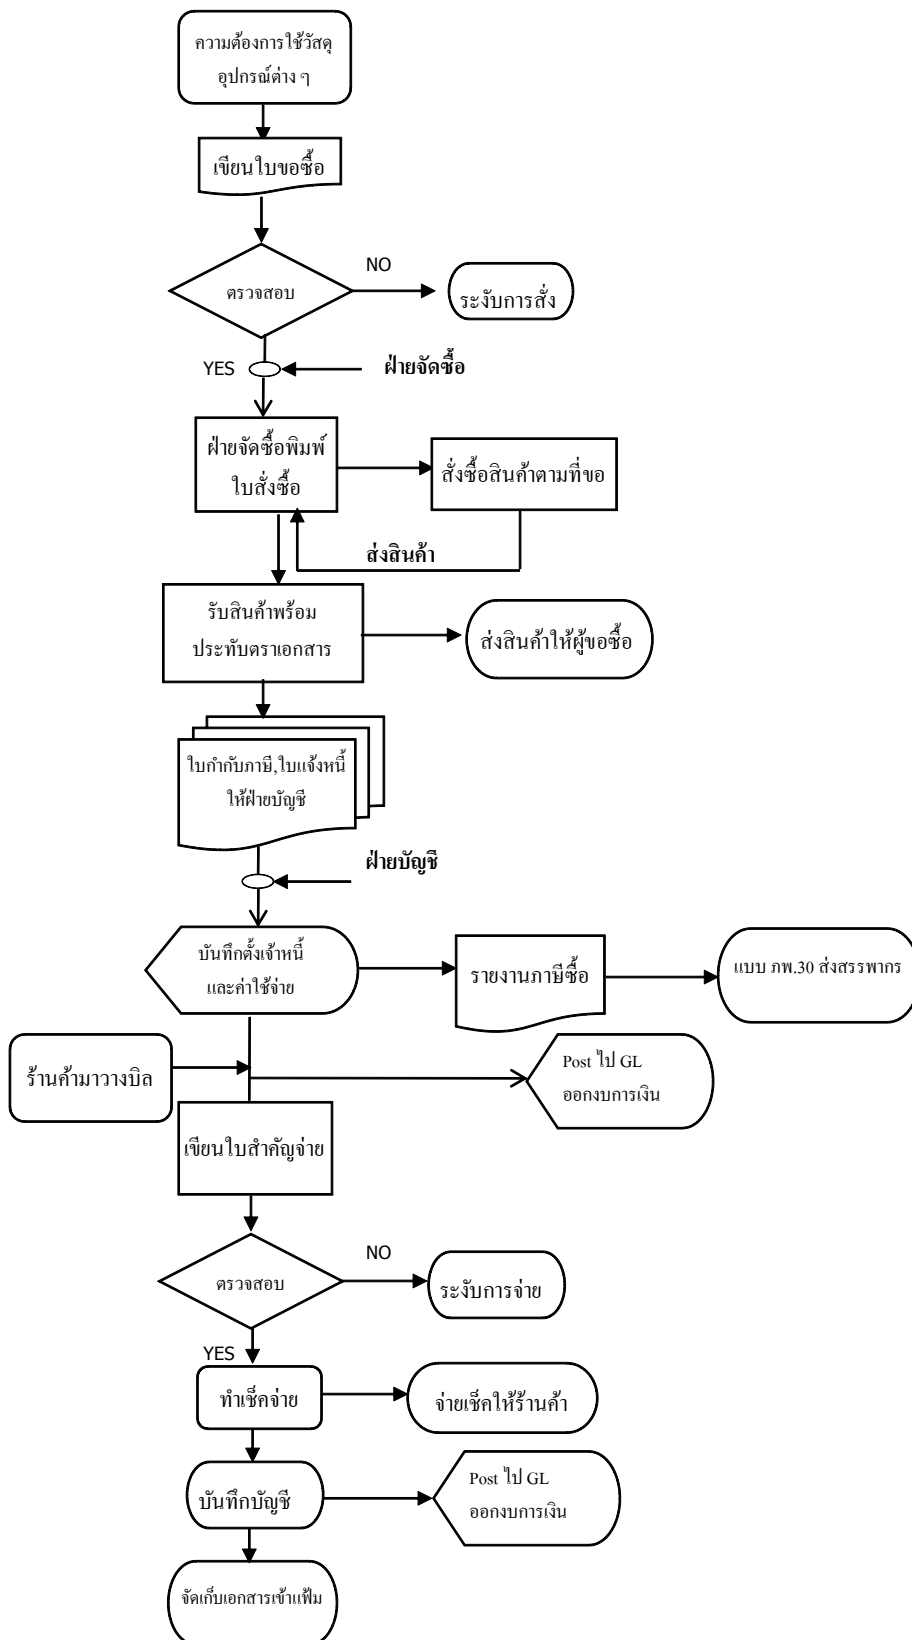 ความต้องการใช้วัสดุ
อุปกรณ์ต่าง ๆ
เขียนใบขอซื้อ
ตรวจสอบ
NO
ระงับการสั่ง
YES
ฝ่ายจัดซื้อ
ฝ่ายจัดซื้อพิมพ์
ใบสั่งซื้อ
สั่งซื้อสินค้าตามที่ขอ
ส่งสินค้า
รับสินค้าพร้อม
ประทับตราเอกสาร
ส่งสินค้าให้ผู้ขอซื้อ
ใบกำกับภาษี,ใบแจ้งหนี้
ให้ฝ่ายบัญชี
ฝ่ายบัญชี
บันทึกตั้งเจ้าหนี้
และค่าใช้จ่าย
รายงานภาษีซื้อ
แบบ ภพ.30 ส่งสรรพากร
ร้านค้ามาวางบิล
Post ไป GL
ออกงบการเงิน
เขียนใบสำคัญจ่าย
ตรวจสอบ
NO
ระงับการจ่าย
YES
ทำเช็คจ่าย
จ่ายเช็คให้ร้านค้า
บันทึกบัญชี
Post ไป GL
ออกงบการเงิน
จัดเก็บเอกสารเข้าแฟ้ม